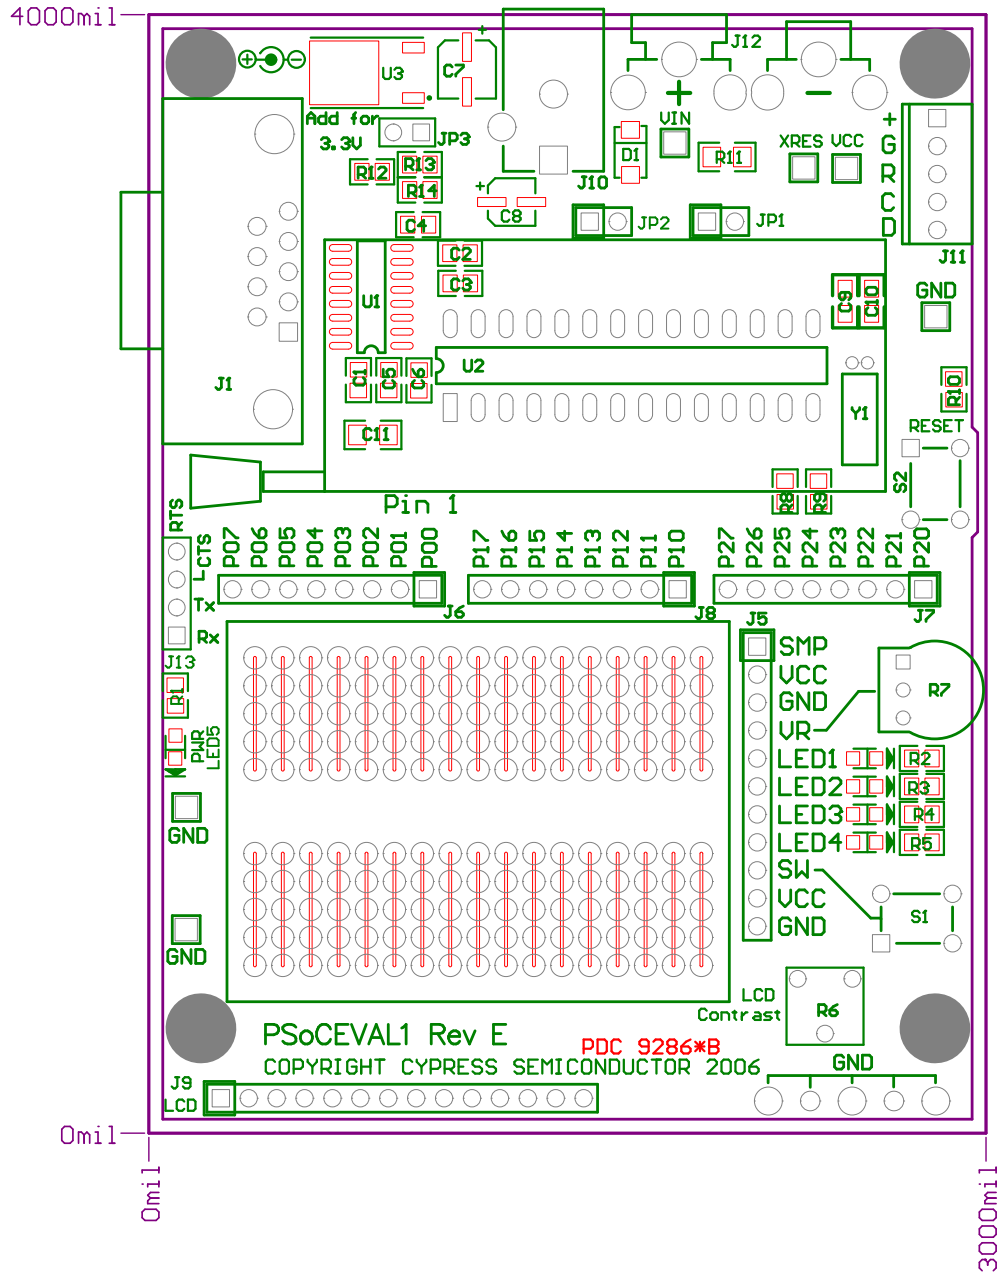 4000mil
J12
U3
C7
+
Add for
3.3V
JP3
VIN
D1
R11
XRES
VCC
+
G
R
C
D
R12
R13
R14
J10
C8
+
C4
JP2
JP1
J11
C2
C3
U1
C9
C10
GND
J1
C1
C5
C6
U2
Y1
R10
C11
RESET
S2
R8
R9
Pin 1
RTS
CTS
Tx
Rx
J13
P07
P06
P05
P04
P03
P02
P01
P00
P17
P16
P15
P14
P13
P12
P11
P10
P27
P26
P25
P24
P23
P22
P21
P20
J6
J8
J5
J7
SMP
VCC
GND
VR
LED1
LED2
LED3
LED4
SW
VCC
GND
R7
R2
R3
R4
R5
S1
R1
PWR
LED5
GND
GND
LCD
Contrast
R6
PSoCEVAL1 Rev E
PDC 9286*B
COPYRIGHT CYPRESS SEMICONDUCTOR 2006
GND
J9
LCD
0mil
0mil
3000mil